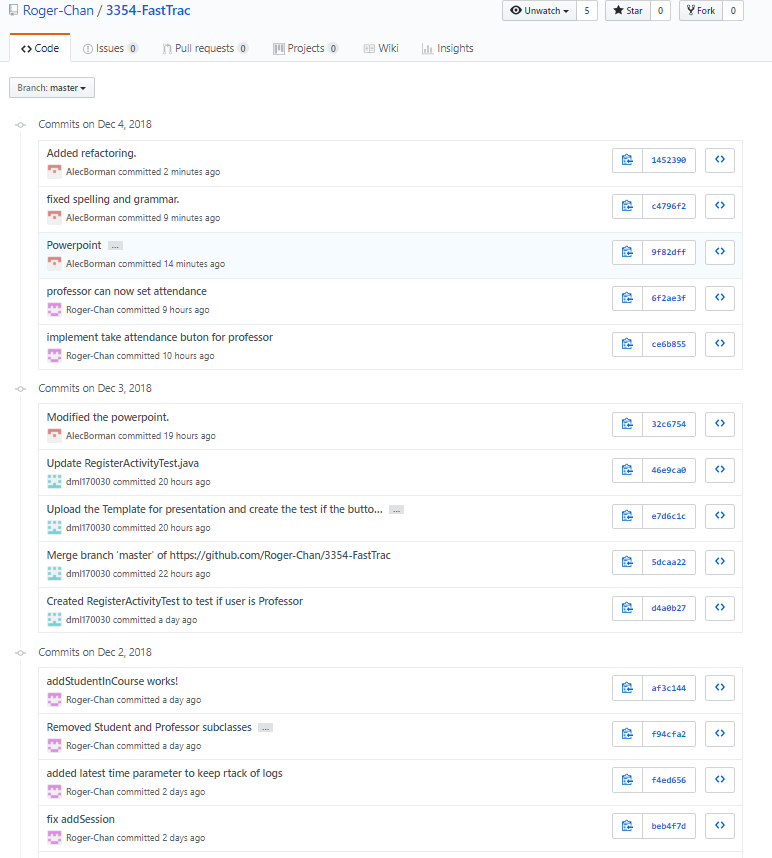 Roger-Chan / 3354-FastTrac
Unwatch 5 Star 0 Fork 0
Code Issues 0 Pull requests 0 Projects 0 Wiki Insights
Branch: master
Commits on Dec 4, 2018
Added refactoring.
AlecBorman committed 2 minutes ago
1452390
fixed spelling and grammar.
AlecBorman committed 9 minutes ago
c4796f2
Powerpoint ...
AlecBorman committed 14 minutes ago
9f82dff
professor can now set attendance
Roger-Chan committed 9 hours ago
6f2ae3f
implement take attendance buton for professor
Roger-Chan committed 10 hours ago
ce6b855
Commits on Dec 3, 2018
Modified the powerpoint.
AlecBorman committed 19 hours ago
32c6754
Update RegisterActivityTest.java
dml170030 committed 20 hours ago
46e9ca0
Upload the Template for presentation and create the test if the butto... ...
dml170030 committed 20 hours ago
e7d6c1c
Merge branch 'master' of https://github.com/Roger-Chan/3354-FastTrac
dml170030 committed 22 hours ago
5dcaa22
Created RegisterActivityTest to test if user is Professor
dml170030 committed a day ago
d4a0b27
Commits on Dec 2, 2018
addStudentInCourse works!
Roger-Chan committed a day ago
af3c144
Removed Student and Professor subclasses ...
Roger-Chan committed a day ago
f94cfa2
added latest time parameter to keep rtack of logs
Roger-Chan committed 2 days ago
f4ed656
fix addSession
Roger-Chan committed 2 days ago
beb4f7d